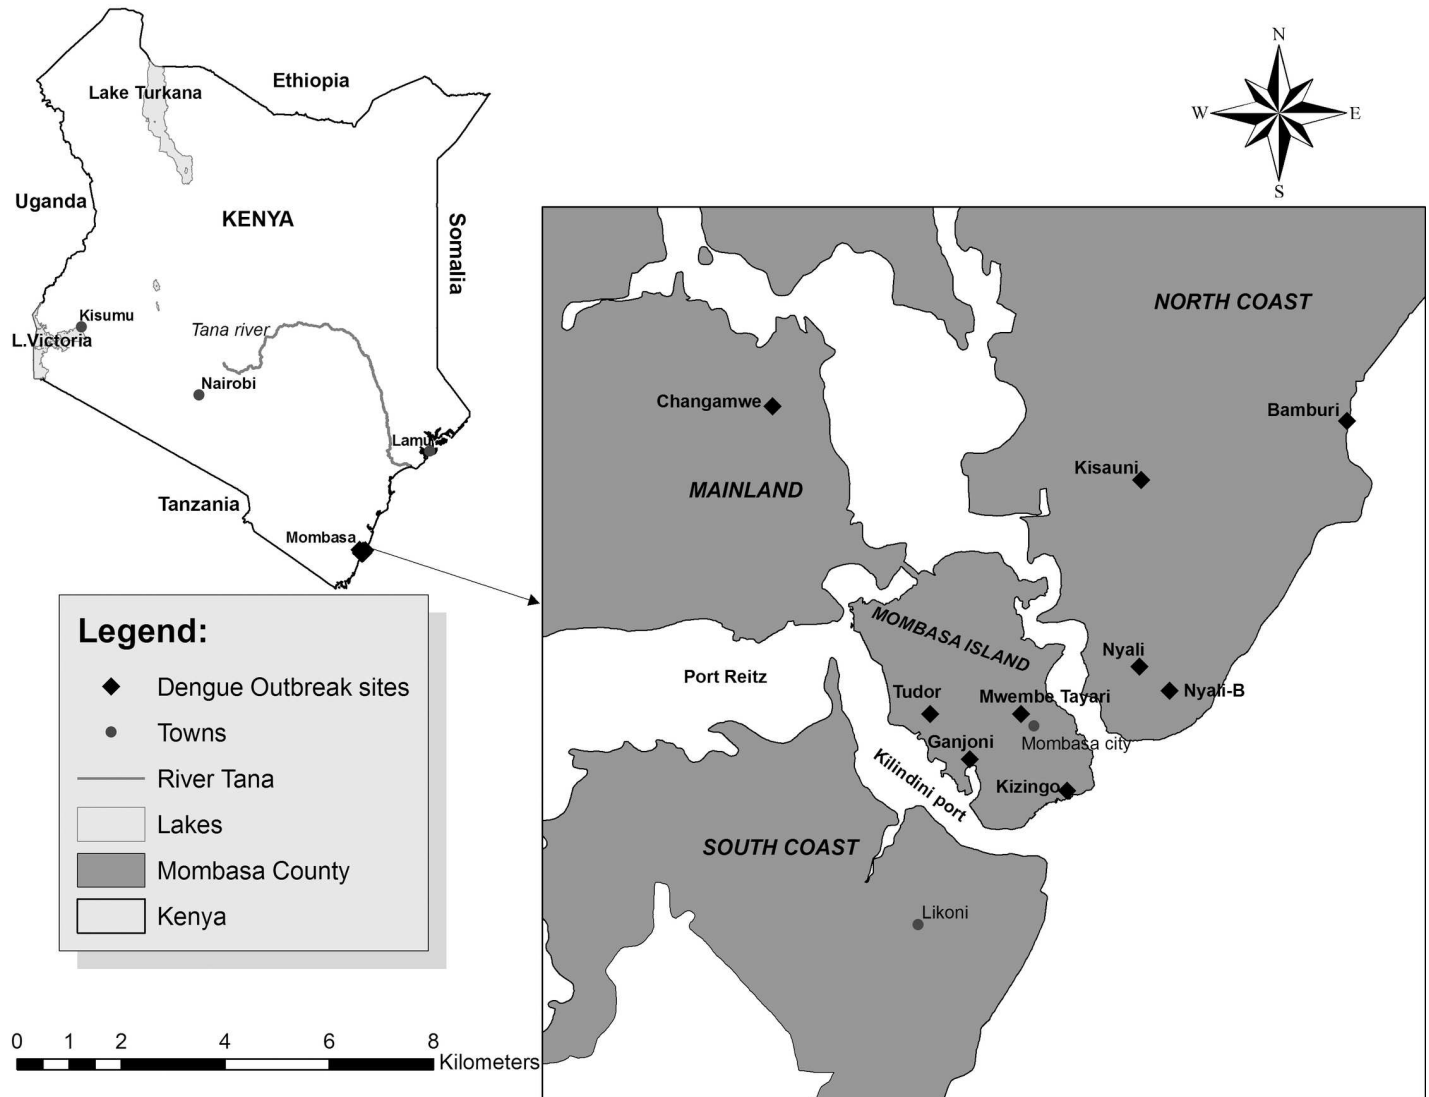 Ethiopia
Lake Turkana
Uganda
KENYA
Somalia
Kisumu
L.Victoria
Tana river
Nairobi
Lamu
Tanzania
Mombasa
Legend:
Dengue Outbreak sites
Towns
River Tana
Lakes
Mombasa County
Kenya
0 1 2 4 6 8
Kilometers
N
W E
S
NORTH COAST
Changamwe
Bamburi
MAINLAND
Kisauni
MOMBASA ISLAND
Nyali
Port Reitz
Nyali-B
Tudor
Mwembe Tayari
Ganjoni
Mombasa city
Kilindini port
Kizingo
SOUTH COAST
Likoni